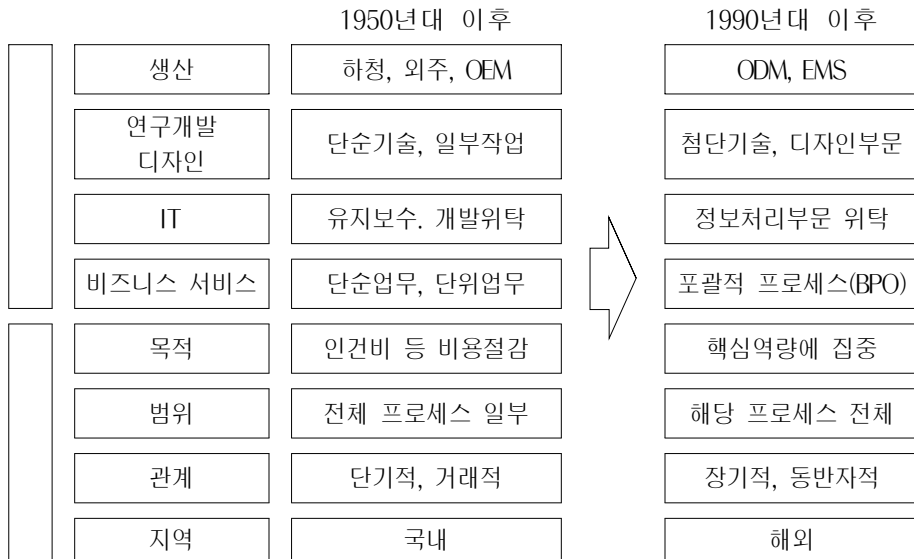 1950년대 이후 1990년대 이후
생산 하청, 외주, OEM ODM, EMS
연구개발
디자인 단순기술, 일부작업 첨단기술, 디자인부문
IT 유지보수. 개발위탁 정보처리부문 위탁
비즈니스 서비스 단순업무, 단위업무 포괄적 프로세스(BPO)
목적 인건비 등 비용절감 핵심역량에 집중
범위 전체 프로세스 일부 해당 프로세스 전체
관계 단기적, 거래적 장기적, 동반자적
지역 국내 해외